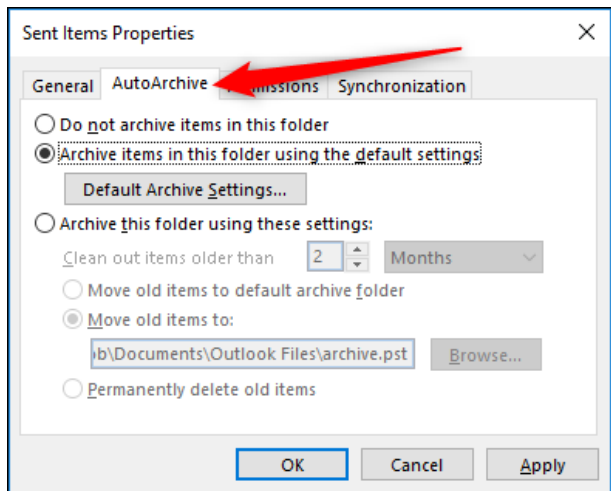 Sent Items Properties
General AutoArchive missions Synchronization
Do not archive items in this folder
Archive items in this folder using the default settings
Default Archive Settings...
Archive this folder using these settings:
Clean out items older than 2 Months
Move old items to default archive folder
Move old items to:
b\Documents\Outlook Files\archive.pst Browse...
Permanently delete old items
OK Cancel Apply